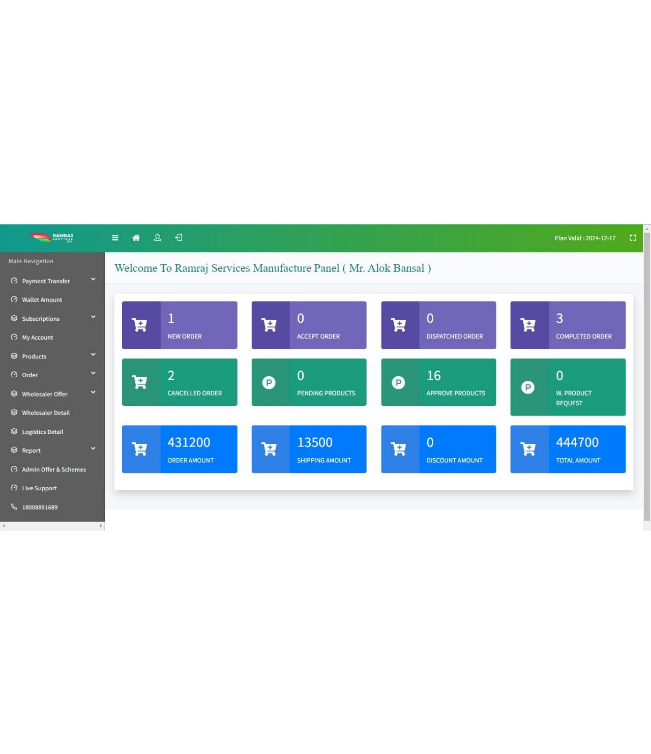 RAMRAJ
SERVICES
Plan Valid : 2024-12-17
Main Navigation
Payment Transfer
Wallet Amount
Subscriptions
My Account
Products
Order
Wholesaler Offer
Wholesaler Detail
Logistics Detail
Report
Admin Offer & Schemes
Live Support
18008891689
Welcome To Ramraj Services Manufacture Panel ( Mr. Alok Bansal )
1
NEW ORDER
0
ACCEPT ORDER
0
DISPATCHED ORDER
3
COMPLETED ORDER
2
CANCELLED ORDER
P
0
PENDING PRODUCTS
P
16
APPROVE PRODUCTS
P
0
W. PRODUCT
REQUEST
431200
ORDER AMOUNT
13500
SHIPPING AMOUNT
0
DISCOUNT AMOUNT
444700
TOTAL AMOUNT